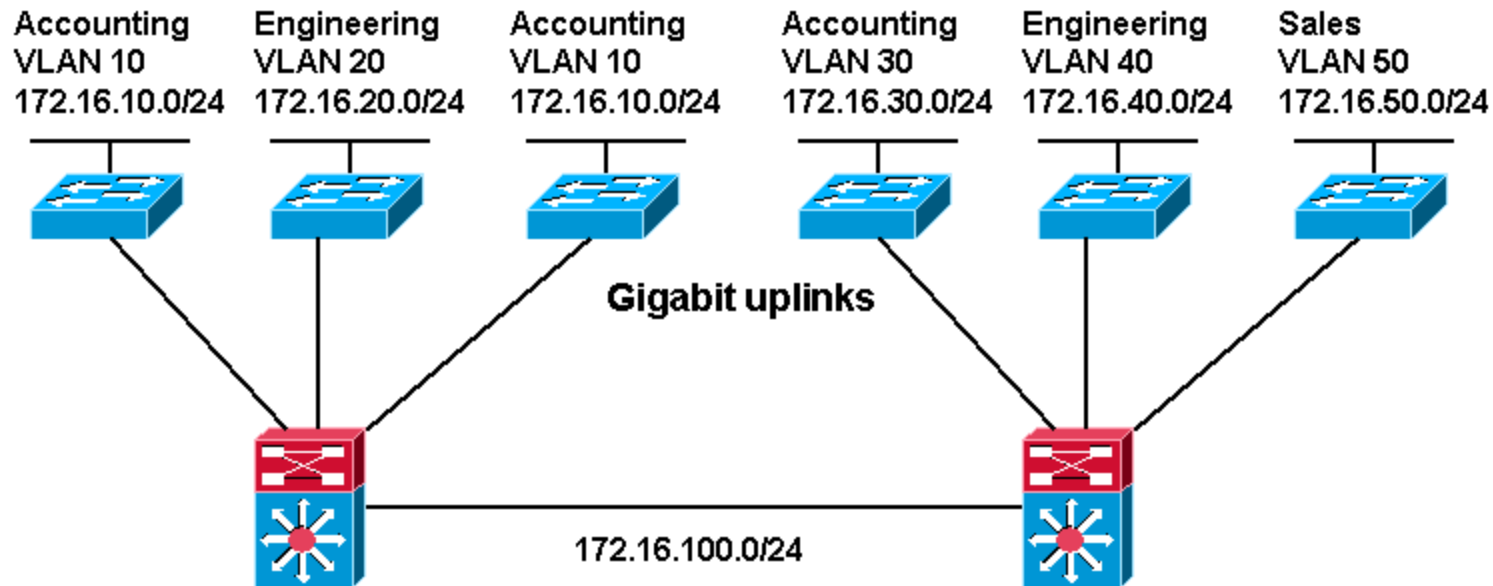 Accounting
VLAN 10
172.16.10.0/24
Engineering
VLAN 20
172.16.20.0/24
Accounting
VLAN 10
172.16.10.0/24
Accounting
VLAN 30
172.16.30.0/24
Engineering
VLAN 40
172.16.40.0/24
Sales
VLAN 50
172.16.50.0/24
Gigabit uplinks
172.16.100.0/24